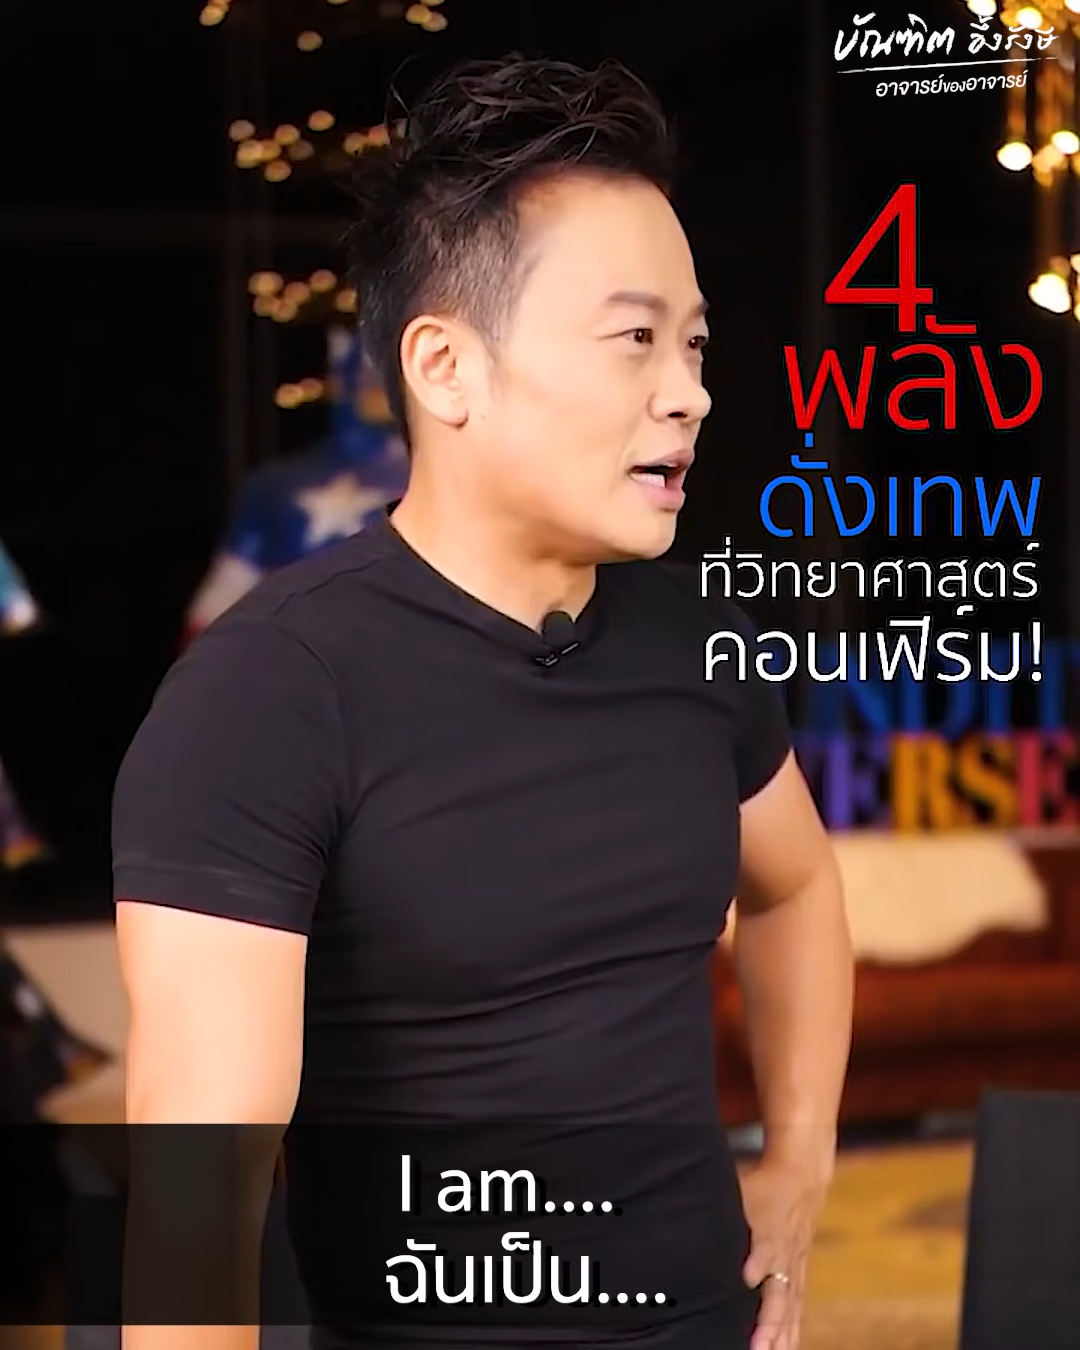 บัณฑิต อึ้งรังษี
อาจารย์ของอาจารย์
4
พลัง
ดั่งเทพ
ที่วิทยาศาสตร์
คอนเฟิร์ม!
ERSE
I am....
ฉันเป็น....